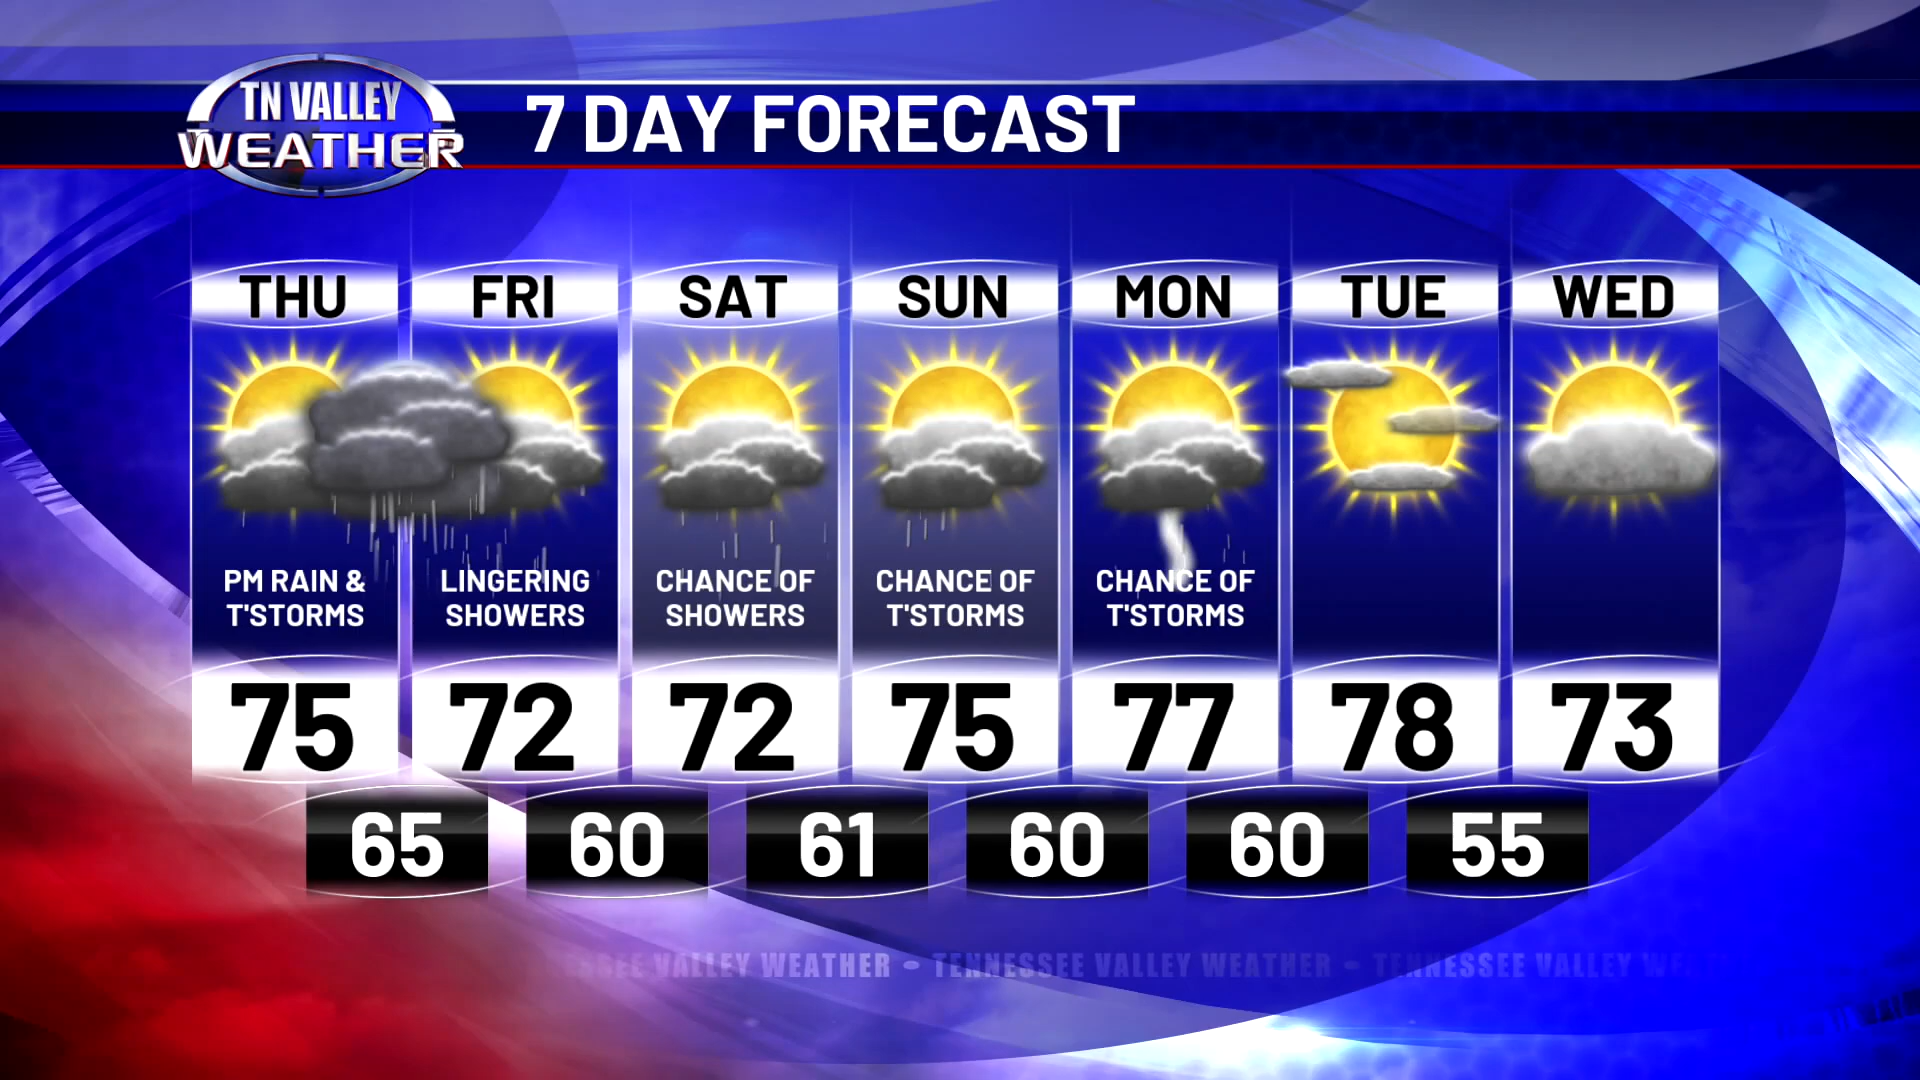 TN VALLEY
WEATHER
7 DAY FORECAST
THU FRI SAT SUN MON TUE WED
PM RAIN & LINGERING CHANCE OF CHANCE OF CHANCE OF
T'STORMS SHOWERS SHOWERS T'STORMS T'STORMS
75 72 72 75 77 78 73
65 60 61 60 60 55
VALLEY WEATHER - TENNESSEE VALLEY WEATHER - TENNESSEE VALLEY